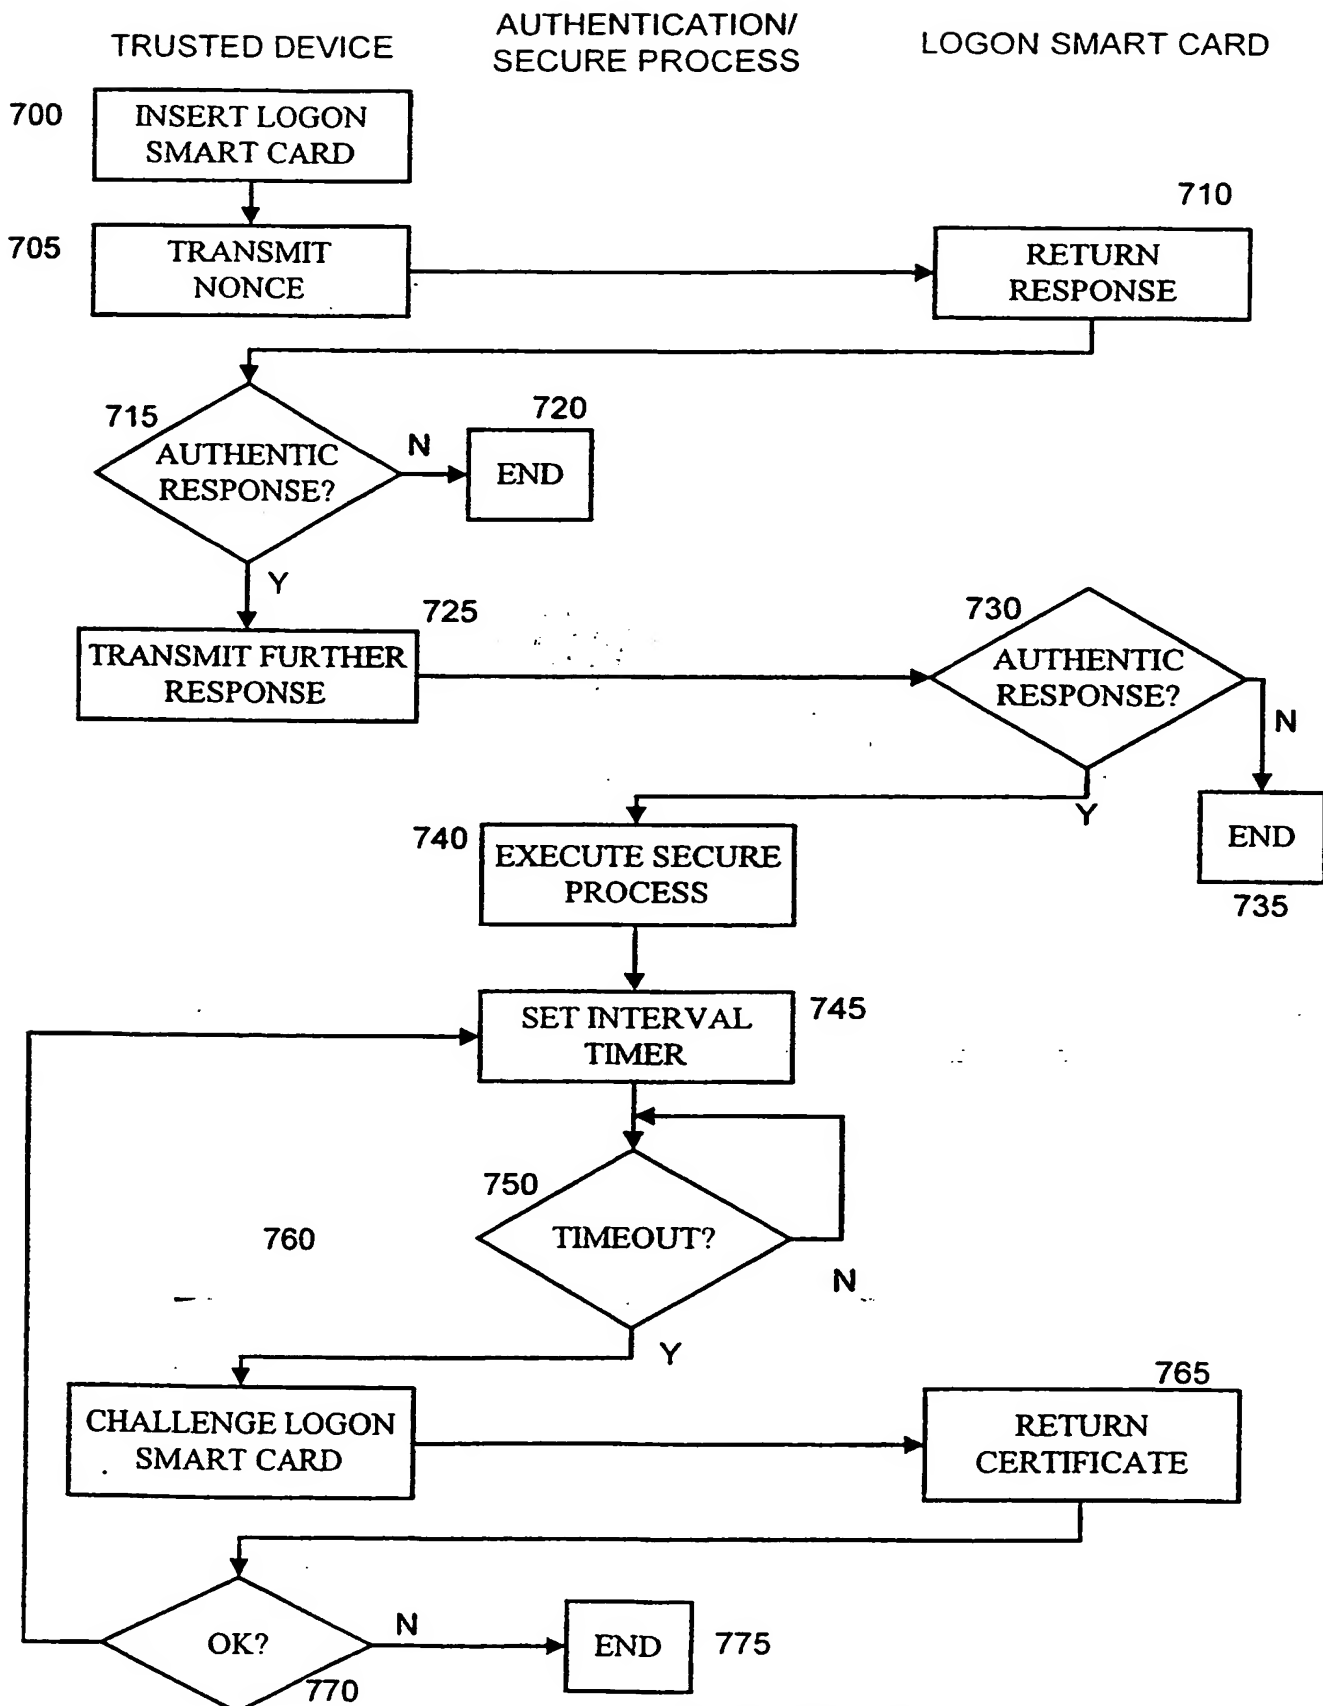 TRUSTED DEVICE
AUTHENTICATION/
SECURE PROCESS
LOGON SMART CARD
700
INSERT LOGON
SMART CARD
710
705
TRANSMIT
NONCE
RETURN
RESPONSE
715
AUTHENTIC
RESPONSE?
N
720
END
Y
725
TRANSMIT FURTHER
RESPONSE
730
AUTHENTIC
RESPONSE?
N
Y
END
735
740
EXECUTE SECURE
PROCESS
SET INTERVAL
TIMER
745
750
TIMEOUT?
N
760
Y
CHALLENGE LOGON
SMART CARD
765
RETURN
CERTIFICATE
OK?
N
END
775
770